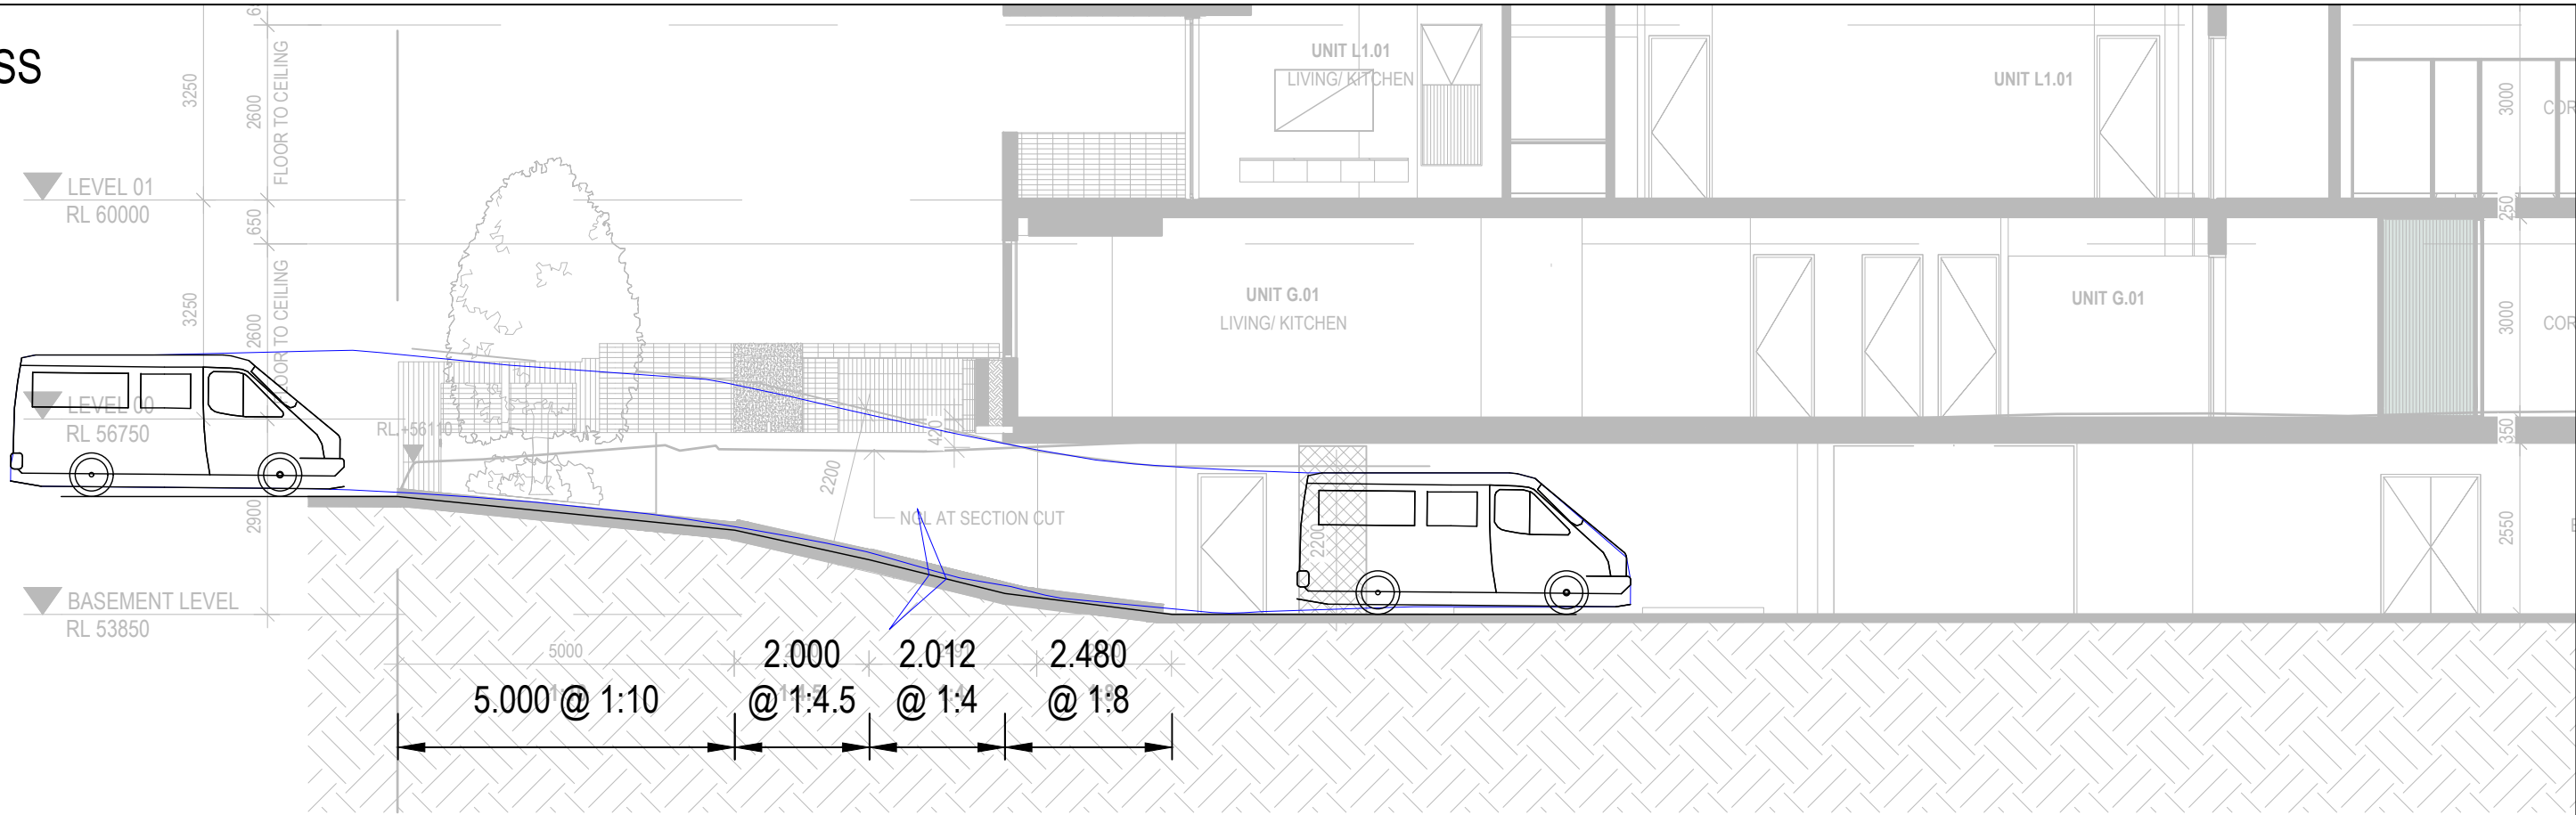 SS
UNIT L1.01
LIVING/ KITCHEN
UNIT L1.01
3250
2600
FLOOR TO CEILING
3000
LEVEL 01
RL 60000
650
250
3250
2600
FLOOR TO CEILING
UNIT G.01
LIVING/ KITCHEN
UNIT G.01
3000
LEVEL 00
RL 56750
RL +56110
420
350
2200
NGL AT SECTION CUT
2900
2200
2550
BASEMENT LEVEL
RL 53850
5000
2.000
2.012
2.480
5.000 @ 1:10
@ 1:4.5
@ 1:4
@ 1:8